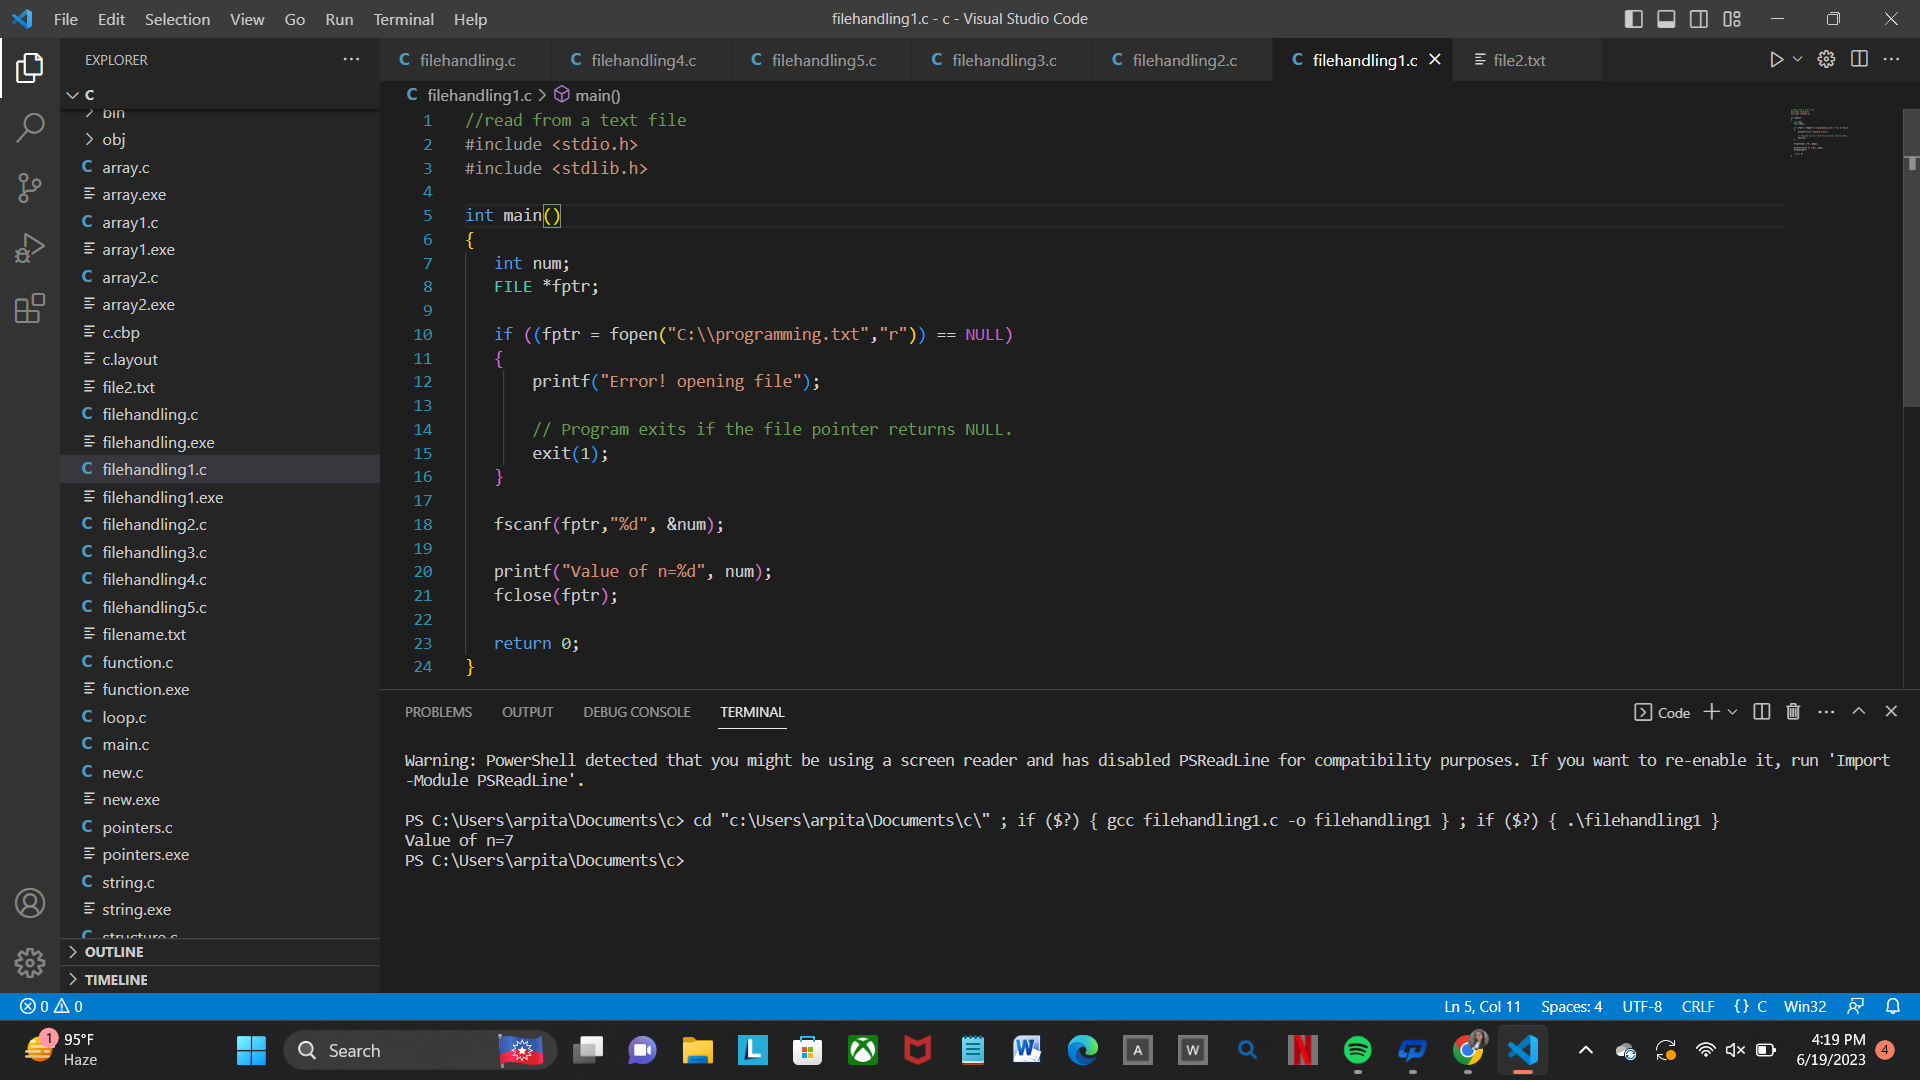 File Edit Selection View Go Run Terminal Help
filehandling1.c - c - Visual Studio Code
EXPLORER
filehandling.c
filehandling4.c
filehandling5.c
filehandling3.c
filehandling2.c
filehandling1.c
file2.txt
C
filehandling1.c > main()
bin
obj
array.c
array.exe
array1.c
array1.exe
array2.c
array2.exe
c.cbp
c.layout
file2.txt
filehandling.c
filehandling.exe
filehandling1.c
filehandling1.exe
filehandling2.c
filehandling3.c
filehandling4.c
filehandling5.c
filename.txt
function.c
function.exe
loop.c
main.c
new.c
new.exe
pointers.c
pointers.exe
string.c
string.exe
structure.c
OUTLINE
TIMELINE
1 //read from a text file
2 #include <stdio.h>
3 #include <stdlib.h>
4
5 int main()
6 {
7 int num;
8 FILE *fptr;
9
10 if ((fptr = fopen("C:\\programming.txt","r")) == NULL)
11 {
12 printf("Error! opening file");
13
14 // Program exits if the file pointer returns NULL.
15 exit(1);
16 }
17
18 fscanf(fptr,"%d", &num);
19
20 printf("Value of n=%d", num);
21 fclose(fptr);
22
23 return 0;
24 }
PROBLEMS OUTPUT DEBUG CONSOLE TERMINAL
Code
Warning: PowerShell detected that you might be using a screen reader and has disabled PSReadLine for compatibility purposes. If you want to re-enable it, run 'Import
-Module PSReadLine'.
PS C:\Users\arpita\Documents\c> cd "c:\Users\arpita\Documents\c\" ; if ($?) { gcc filehandling1.c -o filehandling1 } ; if ($?) { .\filehandling1 }
Value of n=7
PS C:\Users\arpita\Documents\c>
0 0
Ln 5, Col 11 Spaces: 4 UTF-8 CRLF {} C Win32
1
95°F
Haze
Search
L
W
A
W
N
4:19 PM
6/19/2023
4